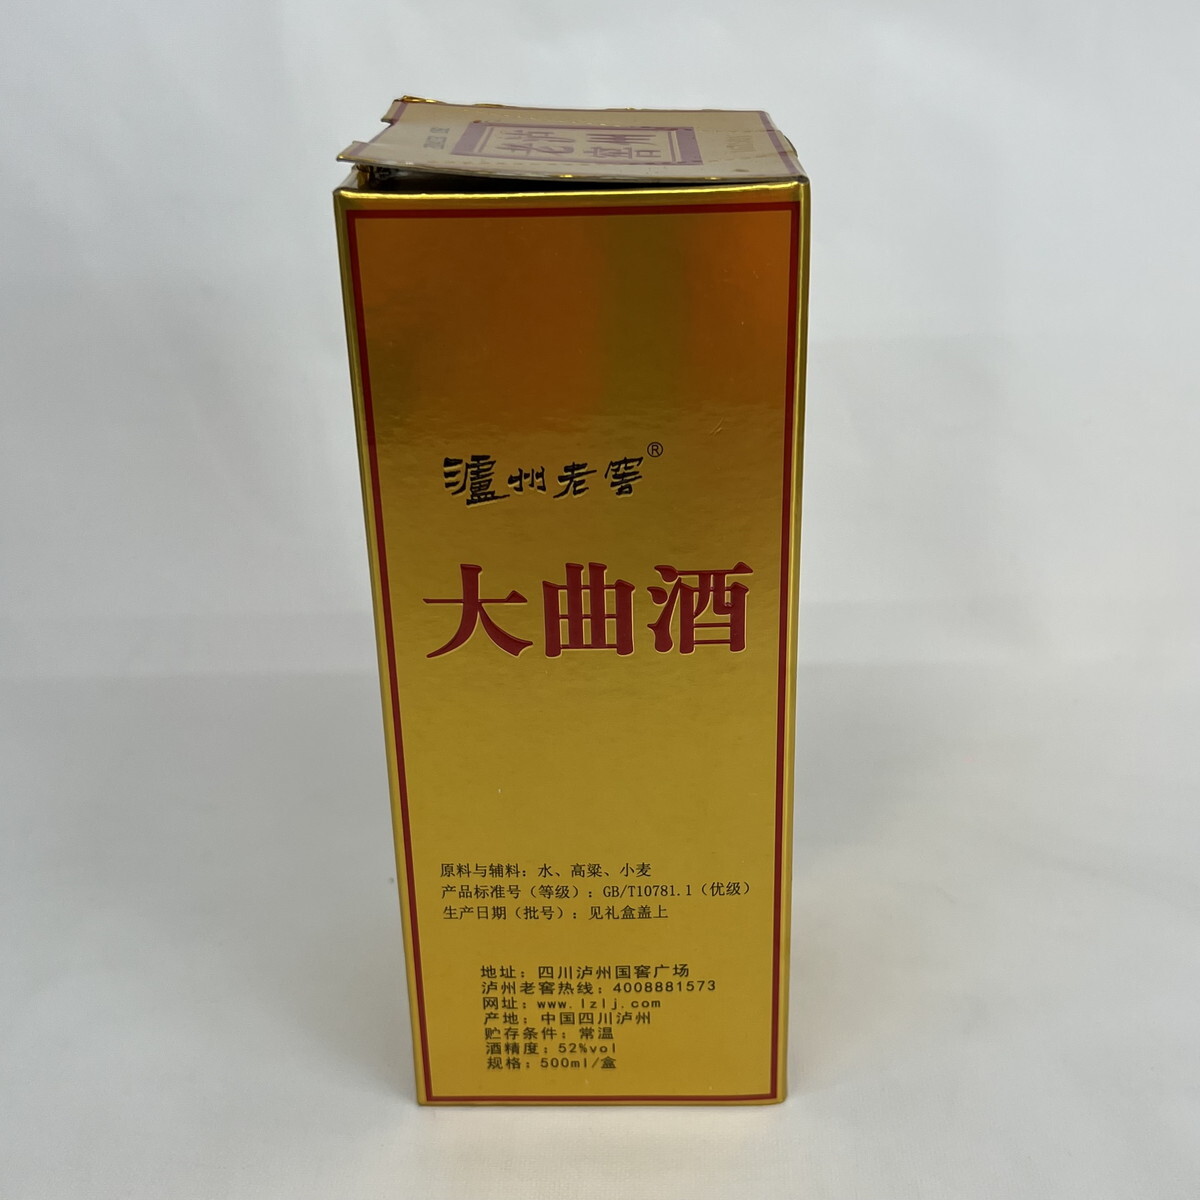 泸州老窖
瀘州老窖®
大曲酒
原料与辅料：水、高粱、小麦
产品标准号（等级）：GB/T10781.1（优级）
生产日期（批号）：见礼盒盖上
地址：四川泸州国窖广场
泸州老窖热线：4008881573
网址：www.lzlj.com
产地：中国四川泸州
贮存条件：常温
酒精度：52%vol
规格：500ml/盒